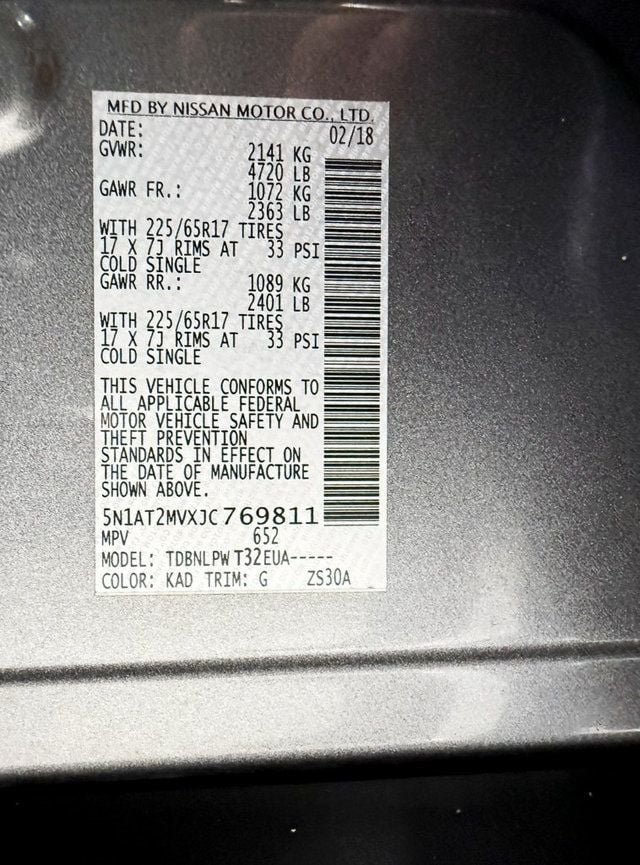 MFD BY NISSAN MOTOR CO., LTD.
DATE: 02/18
GVWR: 2141 KG
4720 LB
GAWR FR.: 1072 KG
2363 LB
WITH 225/65R17 TIRES
17 X 7J RIMS AT 33 PSI
COLD SINGLE
GAWR RR.: 1089 KG
2401 LB
WITH 225/65R17 TIRES
17 X 7J RIMS AT 33 PSI
COLD SINGLE
THIS VEHICLE CONFORMS TO
ALL APPLICABLE FEDERAL
MOTOR VEHICLE SAFETY AND
THEFT PREVENTION
STANDARDS IN EFFECT ON
THE DATE OF MANUFACTURE
SHOWN ABOVE.
5N1AT2MVXJC769811
MPV 652
MODEL: TDBNLPW T32EUA-----
COLOR: KAD TRIM: G ZS30A